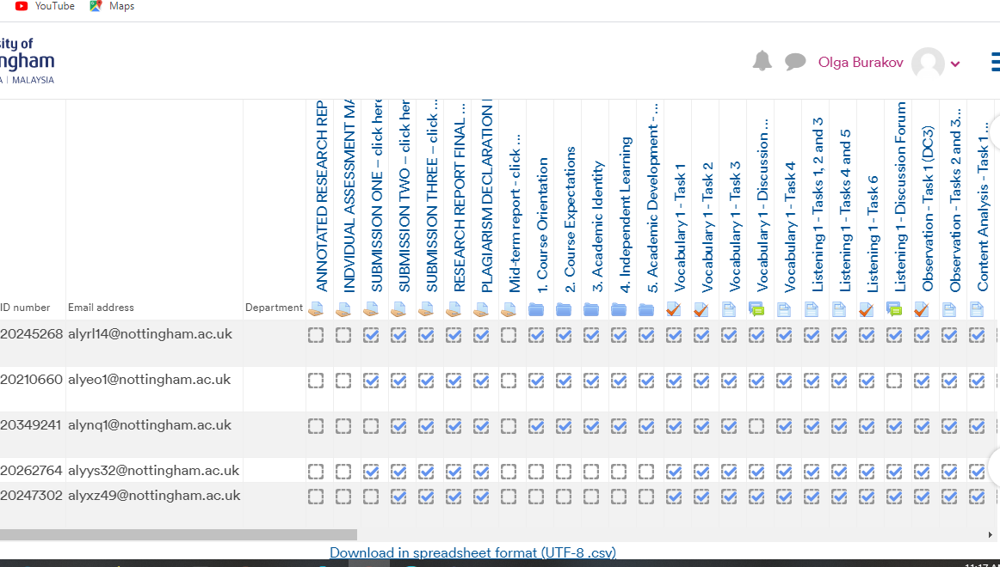 YouTube Maps
sity of
ngham
A | MALAYSIA
Olga Burakov
ANNOTATED RESEARCH REP
INDVIDUAL ASSESSMENT MA
SUBMISSION ONE – click here
SUBMISSION TWO – click her
SUBMISSION THREE – click ...
RESEARCH REPORT FINAL ...
PLAGIARISM DECLARATION
Mid-term report - click ...
1. Course Orientation
2. Course Expectations
3. Academic Identity
4. Independent Learning
5. Academic Development - ...
Vocabulary 1 - Task 1
Vocabulary 1 - Task 2
Vocabulary 1 - Task 3
Vocabulary 1 - Discussion ...
Vocabulary 1 - Task 4
Listening 1 - Tasks 1, 2 and 3
Listening 1 - Tasks 4 and 5
Listening 1 - Task 6
Listening 1 - Discussion Forum
Observation - Task 1 (DC3)
Observation - Tasks 2 and 3...
Content Analysis - Task 1 ...
ID number Email address Department
20245268 alyrl14@nottingham.ac.uk
20210660 alyeo1@nottingham.ac.uk
20349241 alynq1@nottingham.ac.uk
20262764 alyys32@nottingham.ac.uk
20247302 alyxz49@nottingham.ac.uk
Download in spreadsheet format (UTF-8 .csv)